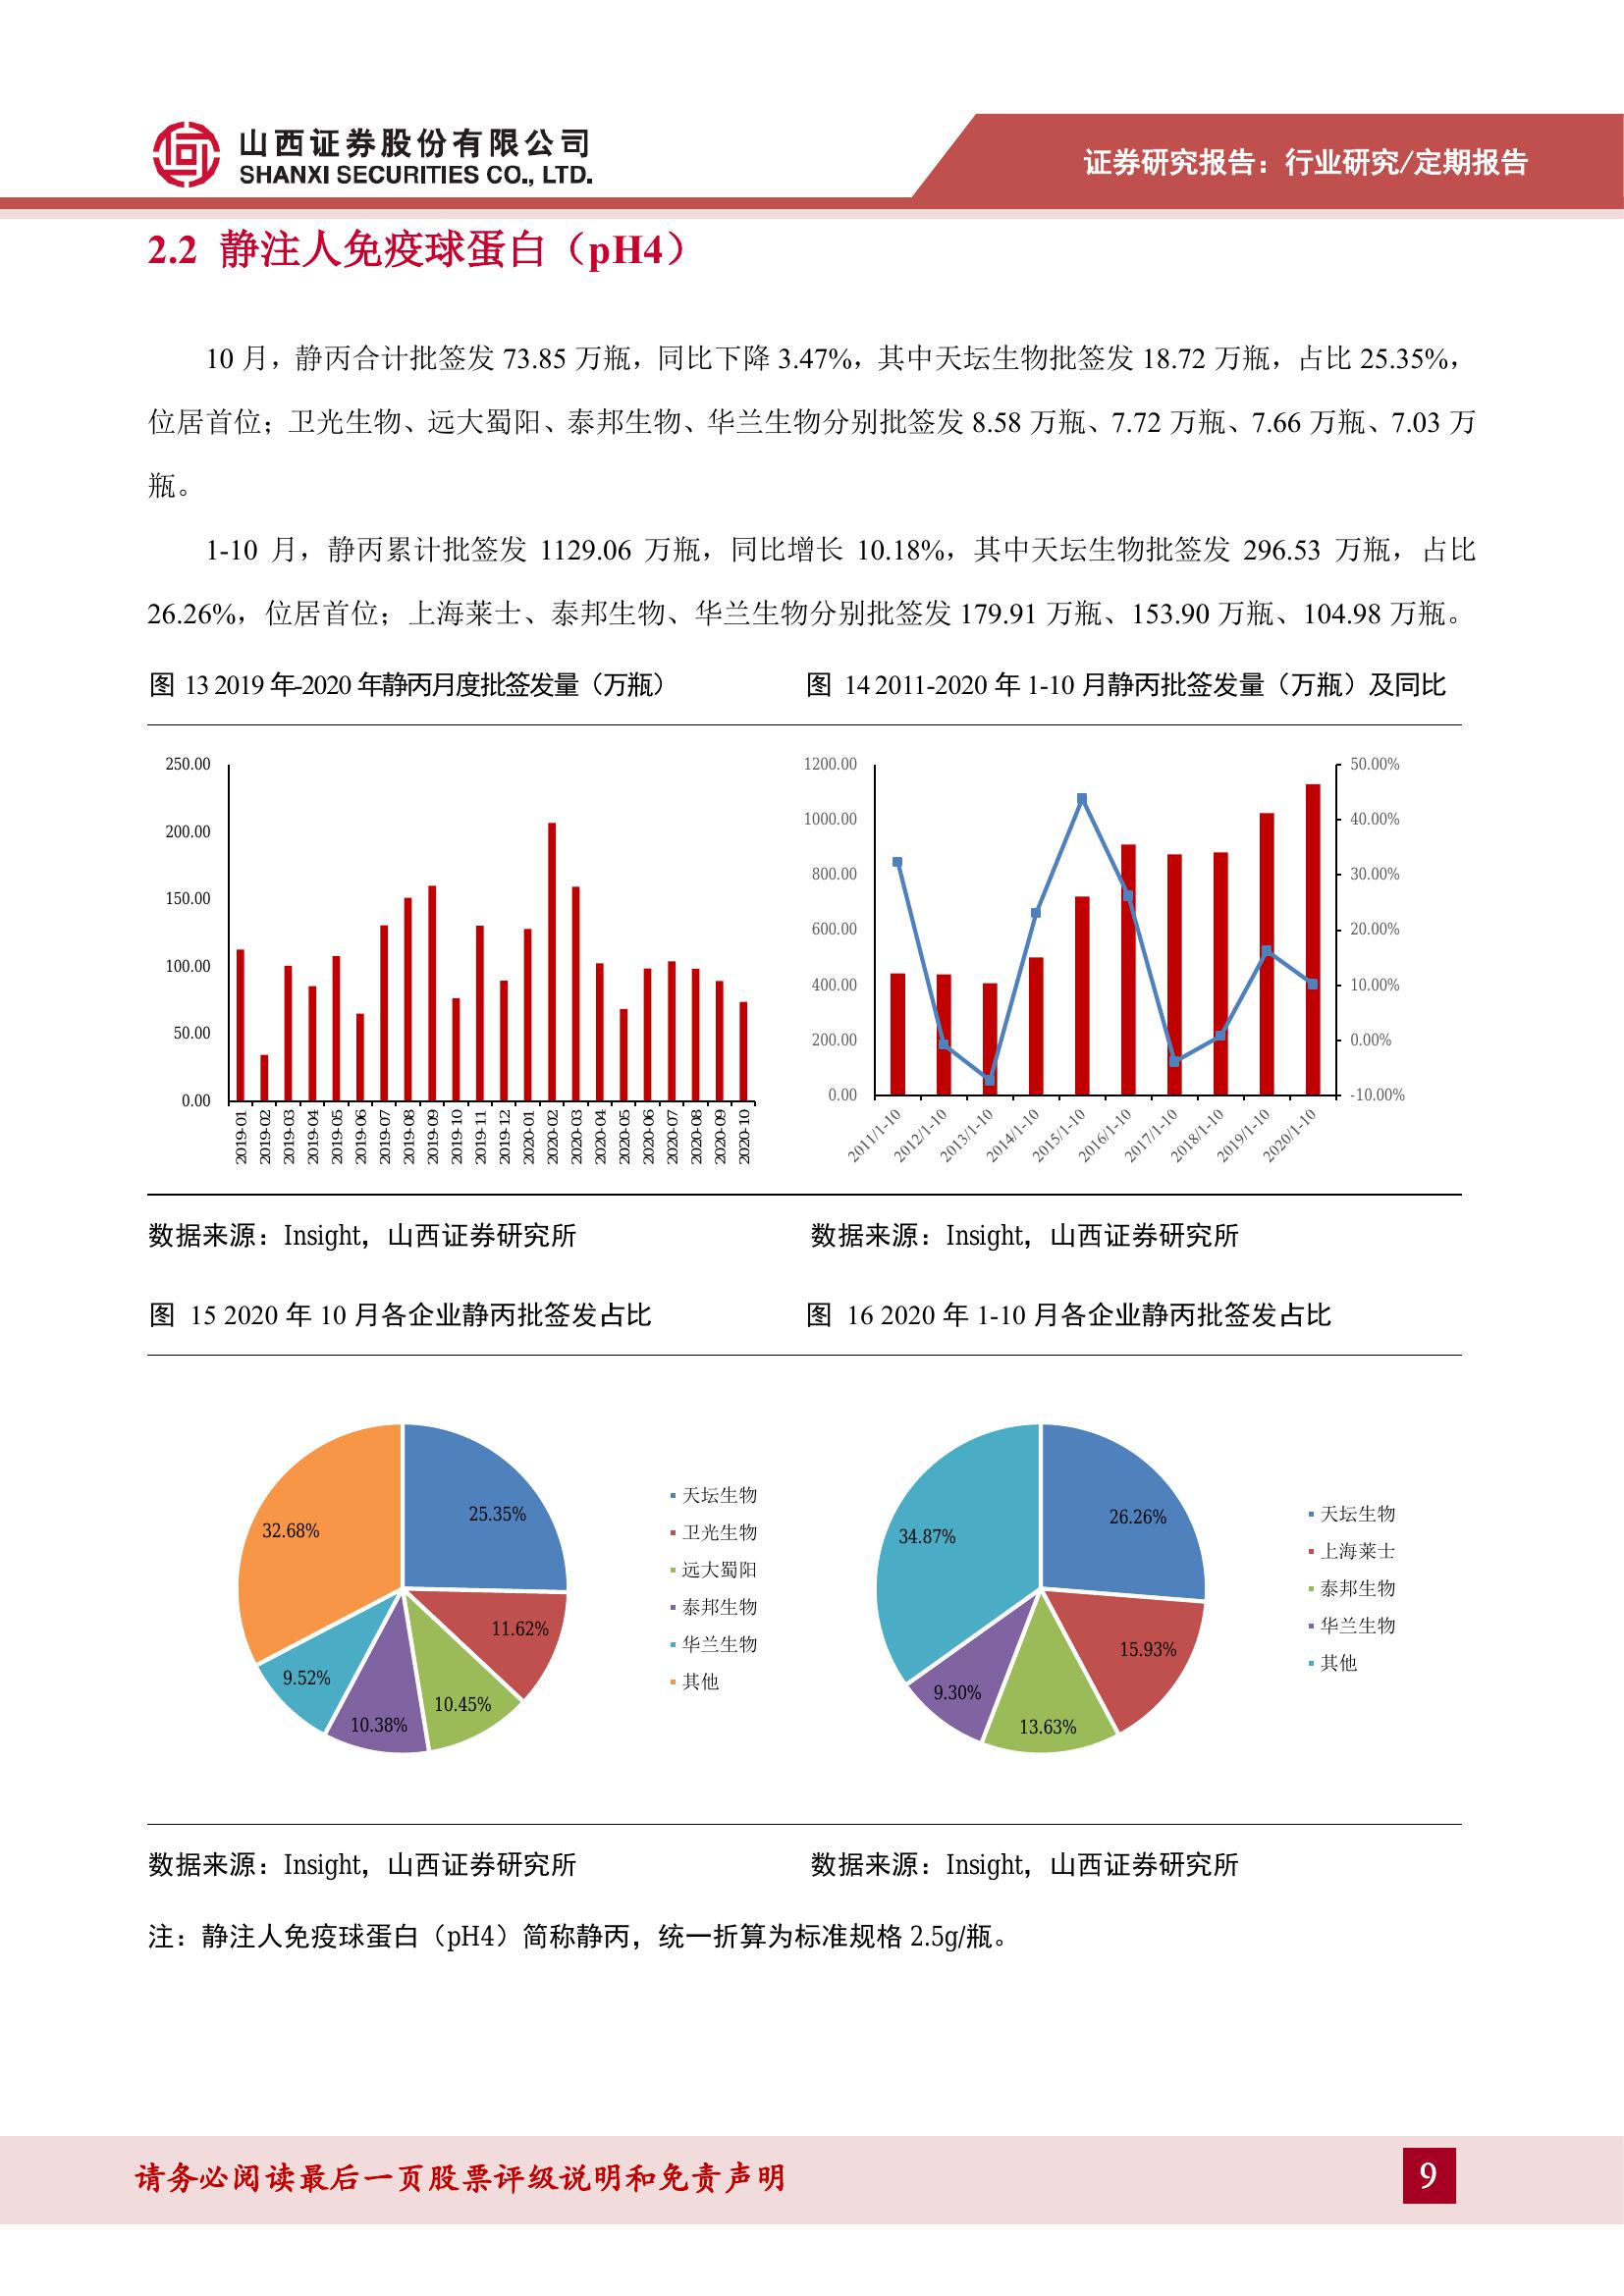 山西证券股份有限公司
SHANXI SECURITIES CO., LTD.
证券研究报告：行业研究/定期报告
2.2 静注人免疫球蛋白（pH4）
10 月，静丙合计批签发 73.85 万瓶，同比下降 3.47%，其中天坛生物批签发 18.72 万瓶，占比 25.35%，
位居首位；卫光生物、远大蜀阳、泰邦生物、华兰生物分别批签发 8.58 万瓶、7.72 万瓶、7.66 万瓶、7.03 万
瓶。
1-10 月，静丙累计批签发 1129.06 万瓶，同比增长 10.18%，其中天坛生物批签发 296.53 万瓶，占比
26.26%，位居首位；上海莱士、泰邦生物、华兰生物分别批签发 179.91 万瓶、153.90 万瓶、104.98 万瓶。
图 13 2019 年-2020 年静丙月度批签发量（万瓶）
250.00
200.00
150.00
100.00
50.00
0.00
2019-01
2019-02
2019-03
2019-04
2019-05
2019-06
2019-07
2019-08
2019-09
2019-10
2019-11
2019-12
2020-01
2020-02
2020-03
2020-04
2020-05
2020-06
2020-07
2020-08
2020-09
2020-10
图 14 2011-2020 年 1-10 月静丙批签发量（万瓶）及同比
1200.00
1000.00
800.00
600.00
400.00
200.00
0.00
50.00%
40.00%
30.00%
20.00%
10.00%
0.00%
-10.00%
2011/1-10
2012/1-10
2013/1-10
2014/1-10
2015/1-10
2016/1-10
2017/1-10
2018/1-10
2019/1-10
2020/1-10
数据来源：Insight，山西证券研究所
数据来源：Insight，山西证券研究所
图 15 2020 年 10 月各企业静丙批签发占比
25.35%
11.62%
10.45%
10.38%
9.52%
32.68%
天坛生物
卫光生物
远大蜀阳
泰邦生物
华兰生物
其他
图 16 2020 年 1-10 月各企业静丙批签发占比
26.26%
15.93%
13.63%
9.30%
34.87%
天坛生物
上海莱士
泰邦生物
华兰生物
其他
数据来源：Insight，山西证券研究所
数据来源：Insight，山西证券研究所
注：静注人免疫球蛋白（pH4）简称静丙，统一折算为标准规格 2.5g/瓶。
请务必阅读最后一页股票评级说明和免责声明
9